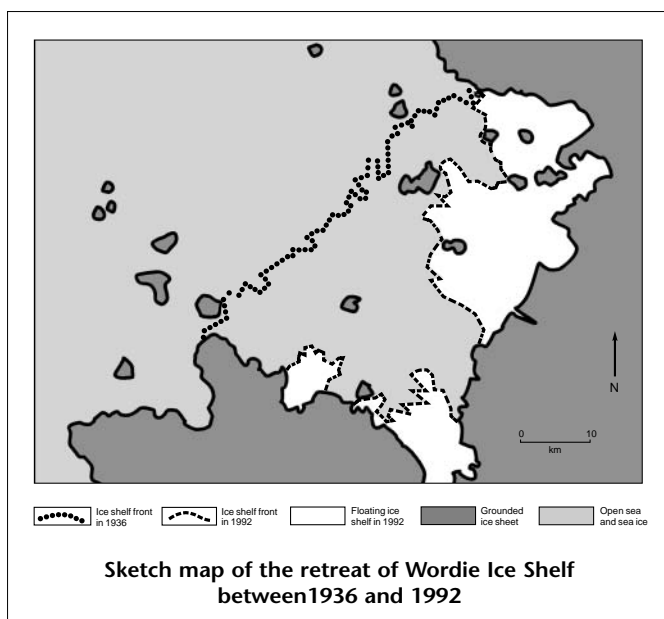 N
0 10
km
Ice shelf front
in 1936
Ice shelf front
in 1992
Floating ice
shelf in 1992
Grounded
ice sheet
Open sea
and sea ice
Sketch map of the retreat of Wordie Ice Shelf
between1936 and 1992